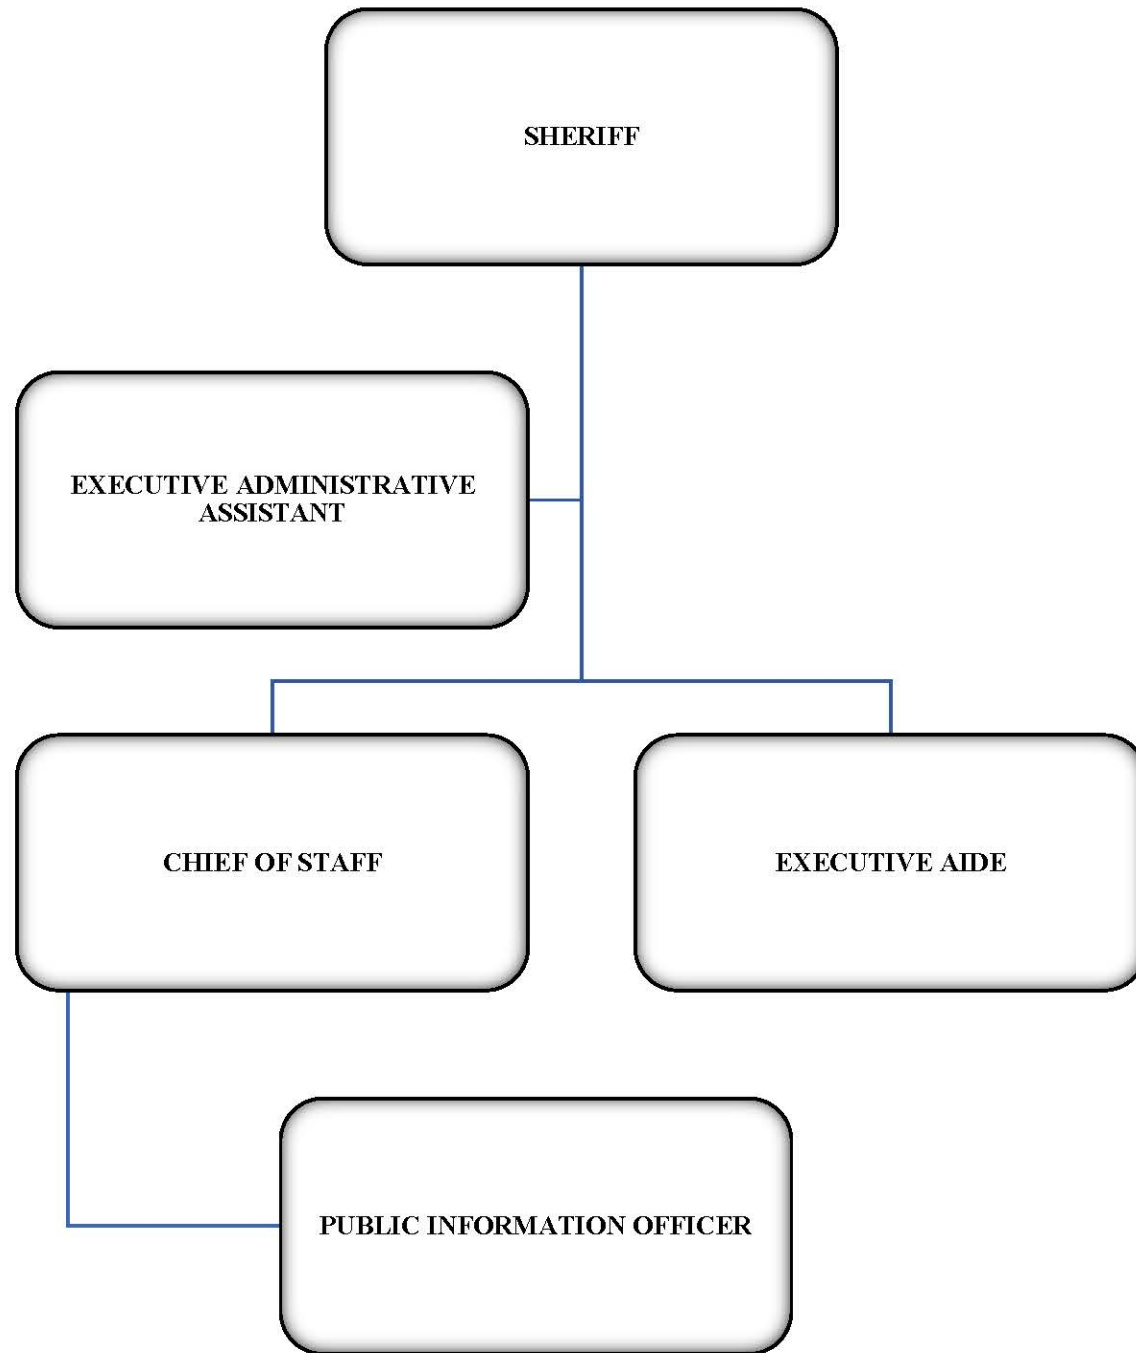 SHERIFF
EXECUTIVE ADMINISTRATIVE
ASSISTANT
CHIEF OF STAFF
EXECUTIVE AIDE
PUBLIC INFORMATION OFFICER